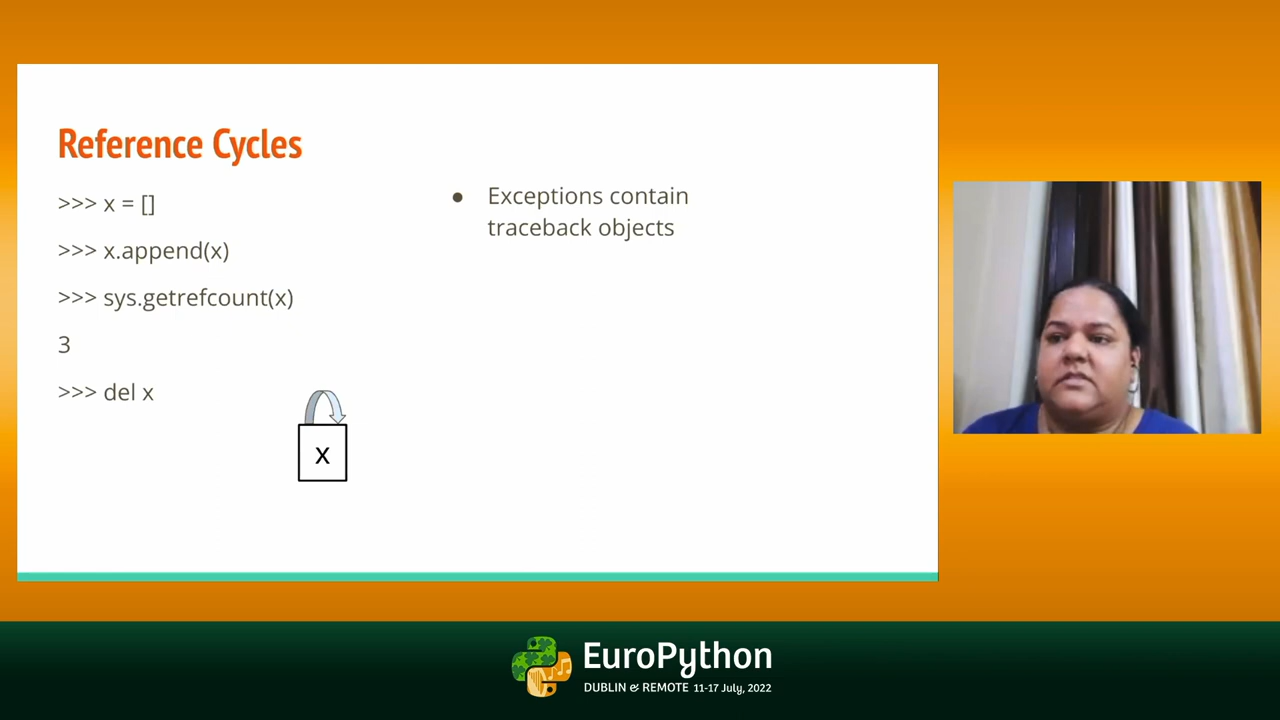 Reference Cycles
>>> x = []
>>> x.append(x)
>>> sys.getrefcount(x)
3
>>> del x
x
● Exceptions contain
traceback objects
EuroPython
DUBLIN & REMOTE 11-17 July, 2022